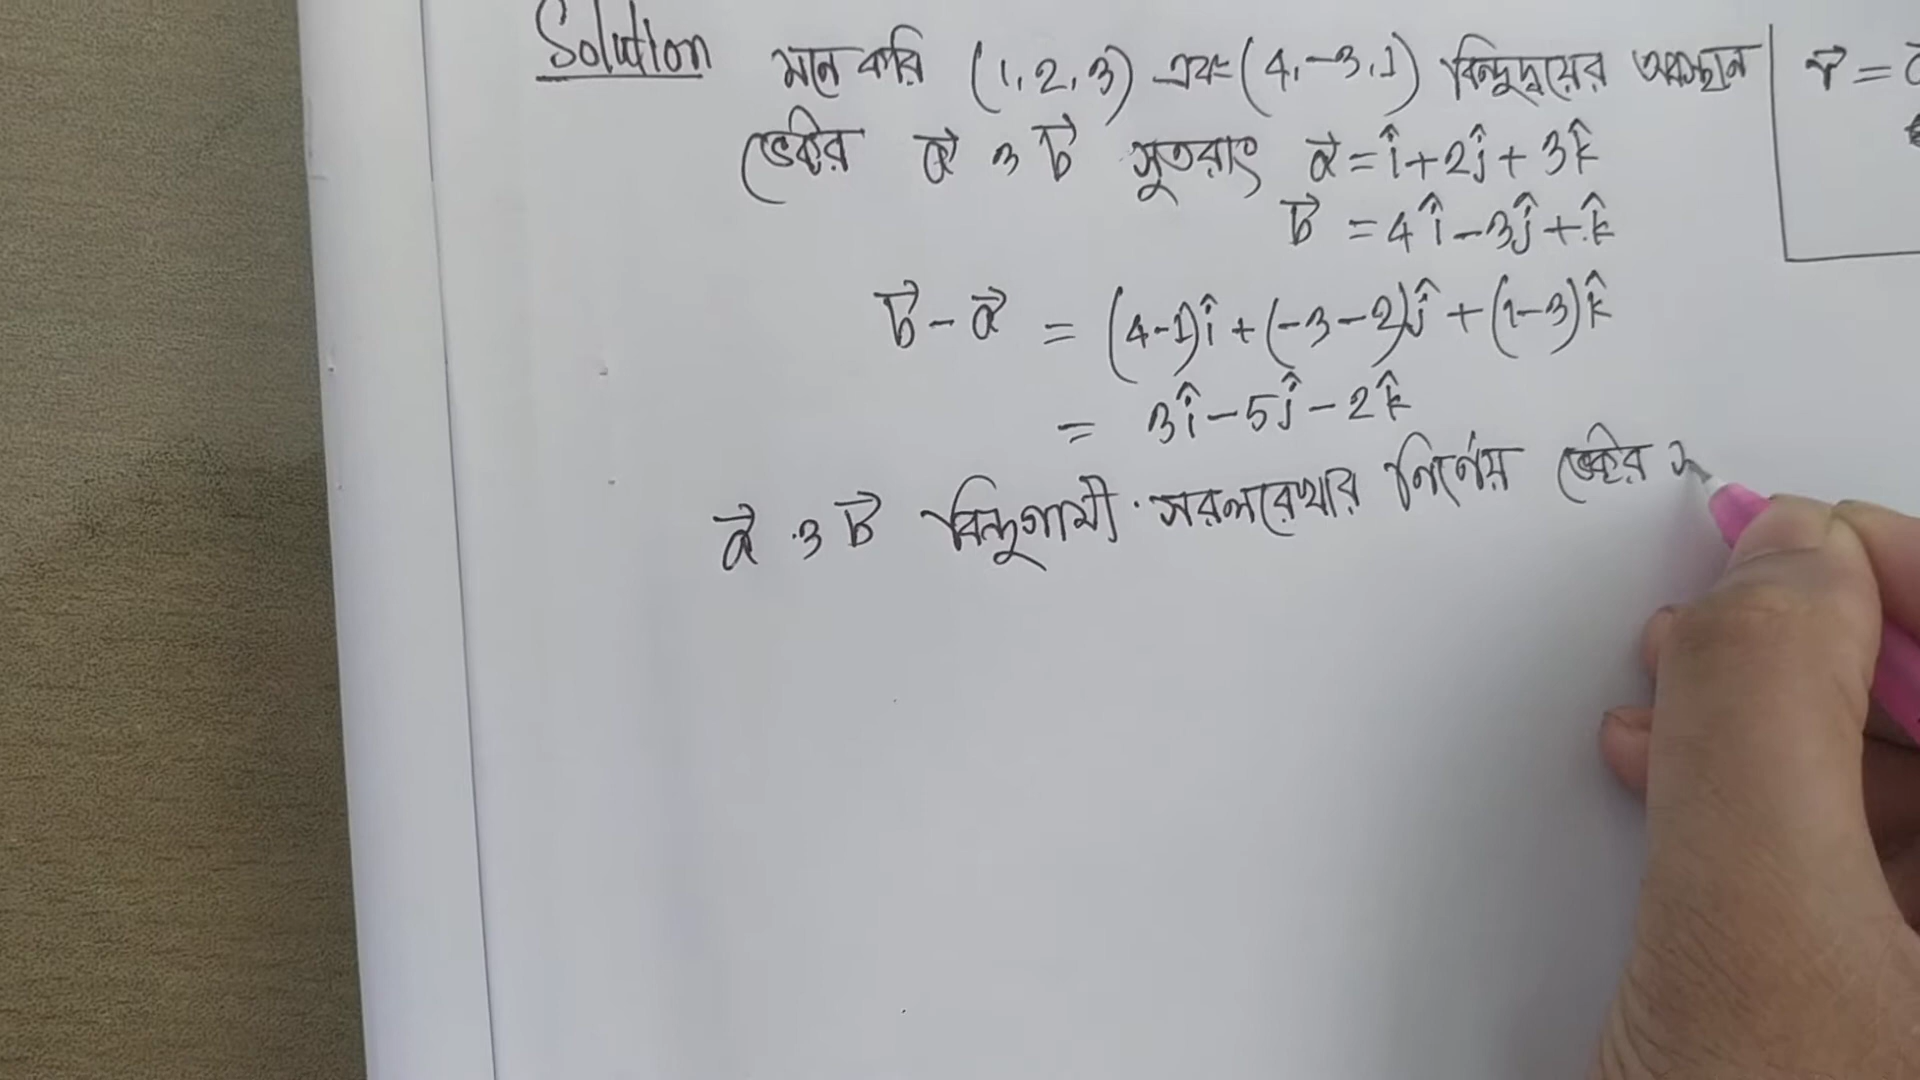 Solution মনে করি (1, 2, 3) এবং (4, -3, 1) বিন্দুদ্বয়ের অবস্থান
ভেক্টর a⃗ ও b⃗ সুতরাং a⃗ = î + 2ĵ + 3k̂
b⃗ = 4î - 3ĵ + k̂
b⃗ - a⃗ = (4-1)î + (-3-2)ĵ + (1-3)k̂
= 3î - 5ĵ - 2k̂
a⃗ ও b⃗ বিন্দুগামী সরলরেখার নির্ণেয় ভেক্টর
r⃗ =